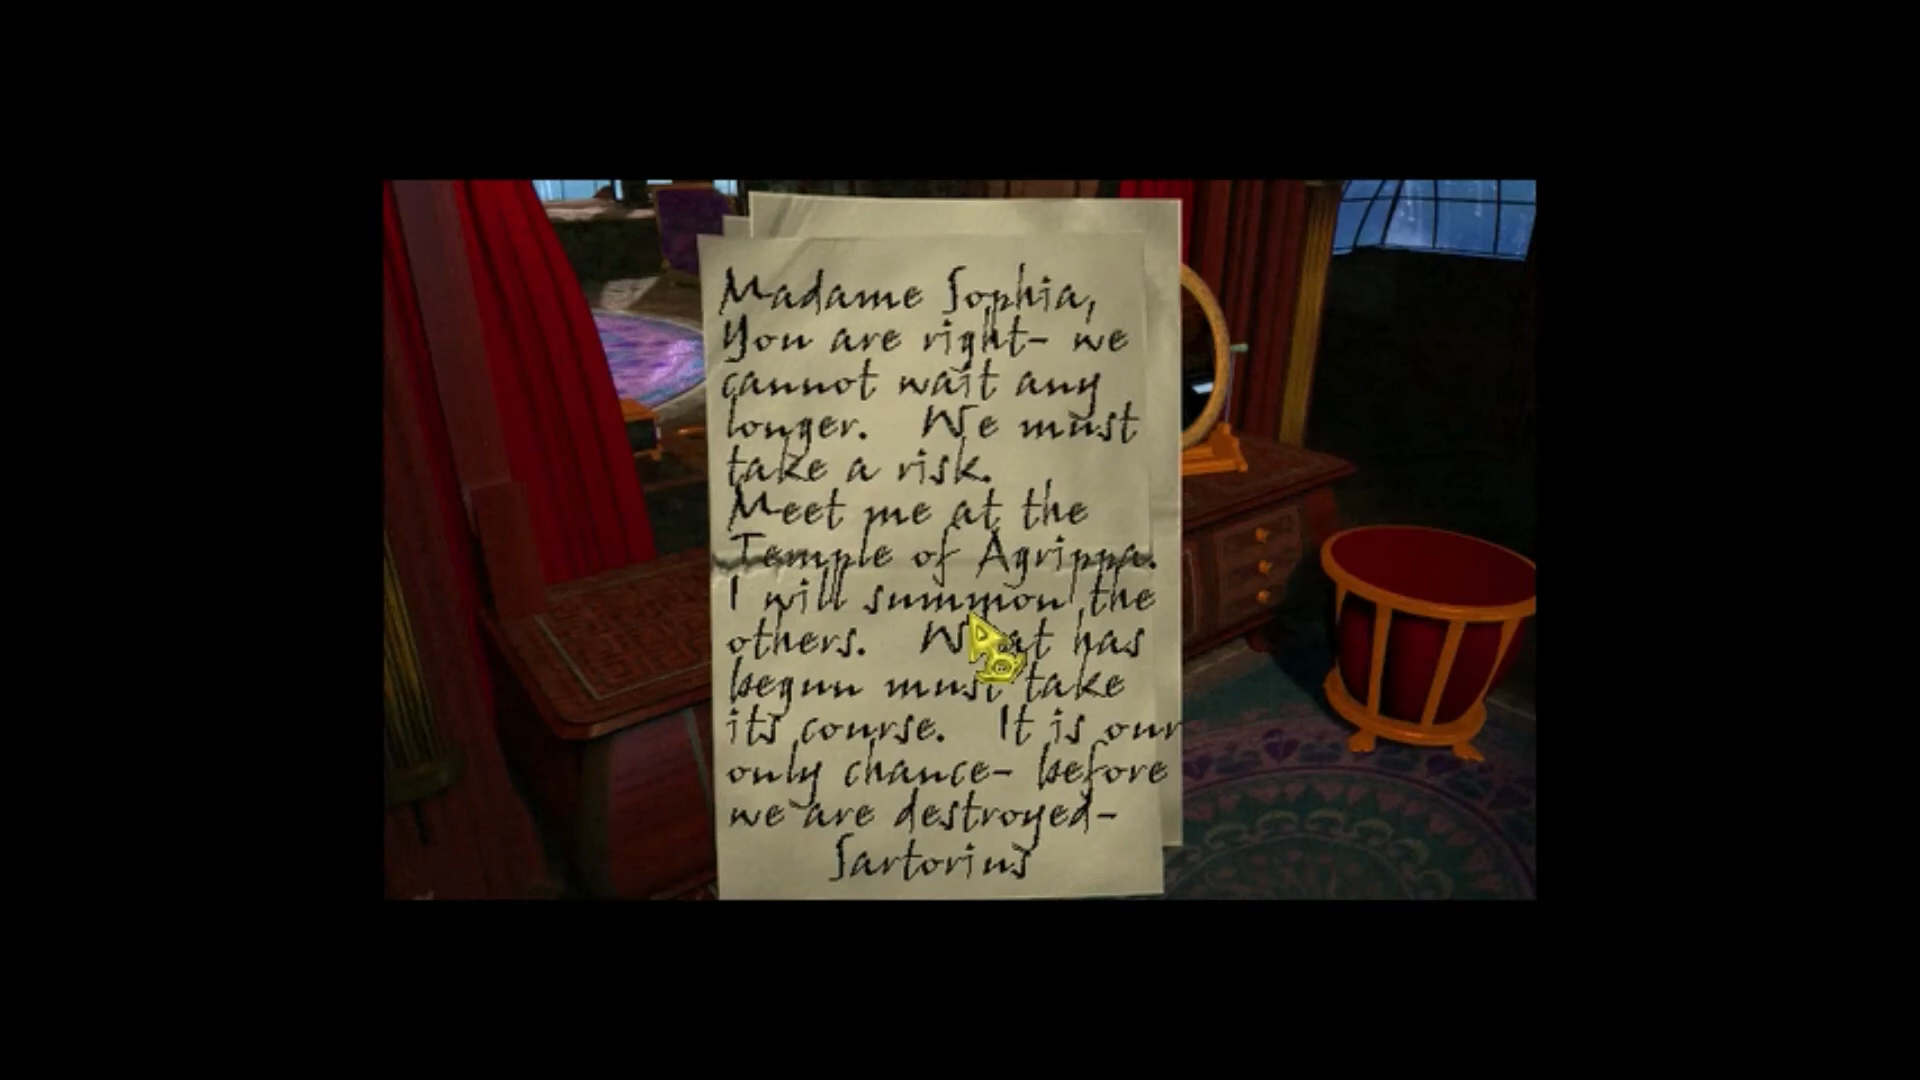 Madame Sophia,
You are right- we
cannot wait any
longer. We must
take a risk.
Meet me at the
Temple of Agrippa.
I will summon the
others. What has
begun must take
its course. It is our
only chance- before
we are destroyed-
Sartorius